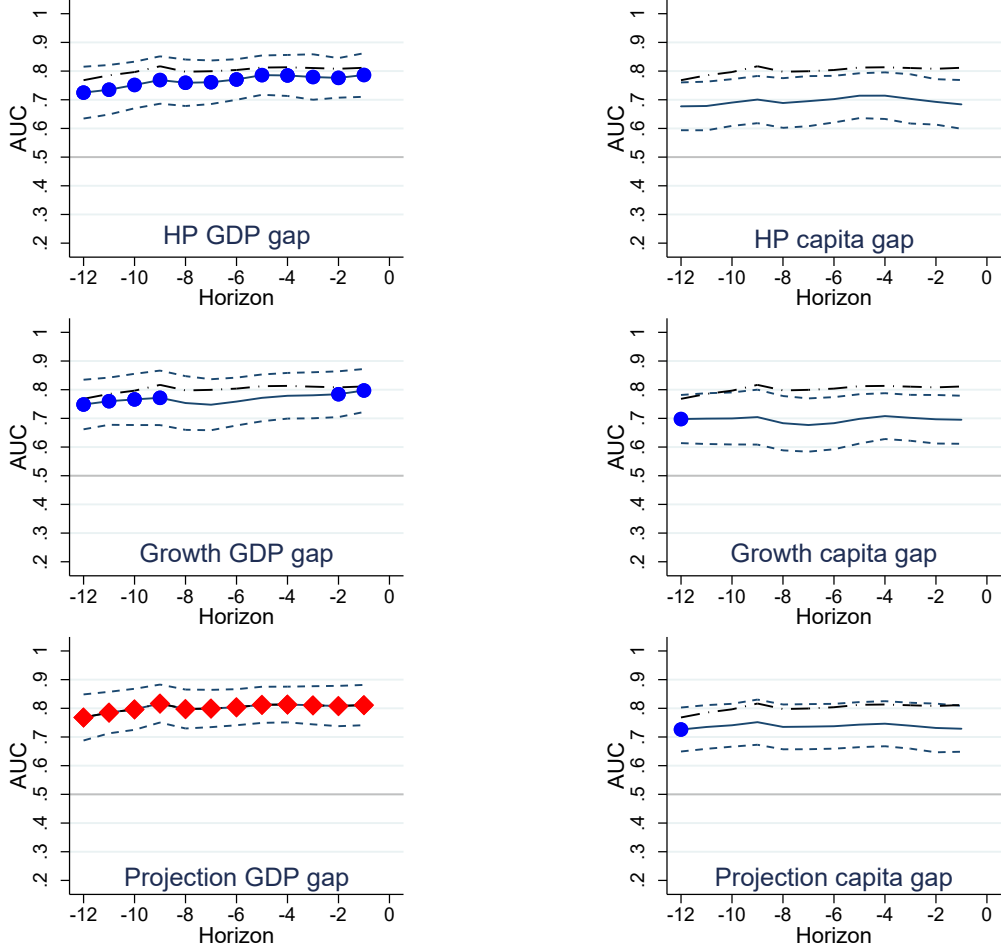 1
.9
.8
.7
.6
.5
.4
.3
.2
AUC
HP GDP gap
-12 -10 -8 -6 -4 -2 0
Horizon
1
.9
.8
.7
.6
.5
.4
.3
.2
AUC
HP capita gap
-12 -10 -8 -6 -4 -2 0
Horizon
1
.9
.8
.7
.6
.5
.4
.3
.2
AUC
Growth GDP gap
-12 -10 -8 -6 -4 -2 0
Horizon
1
.9
.8
.7
.6
.5
.4
.3
.2
AUC
Growth capita gap
-12 -10 -8 -6 -4 -2 0
Horizon
1
.9
.8
.7
.6
.5
.4
.3
.2
AUC
Projection GDP gap
-12 -10 -8 -6 -4 -2 0
Horizon
1
.9
.8
.7
.6
.5
.4
.3
.2
AUC
Projection capita gap
-12 -10 -8 -6 -4 -2 0
Horizon